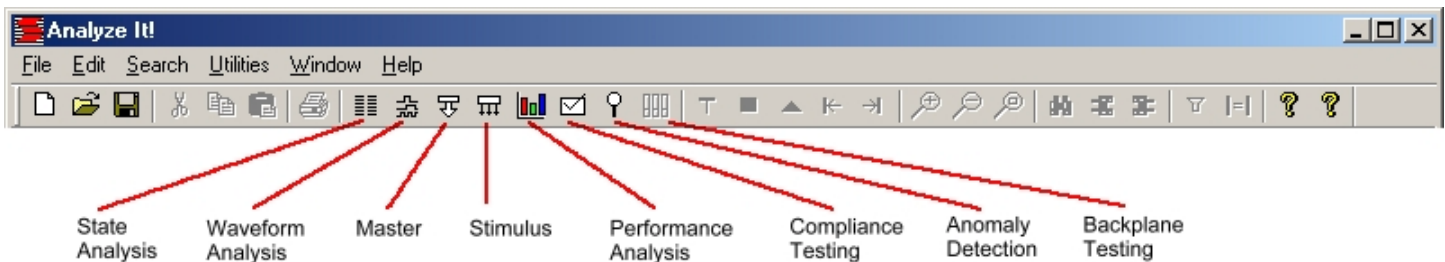 Analyze It!
File Edit Search Utilities Window Help
State Analysis
Waveform Analysis
Master
Stimulus
Performance Analysis
Compliance Testing
Anomaly Detection
Backplane Testing